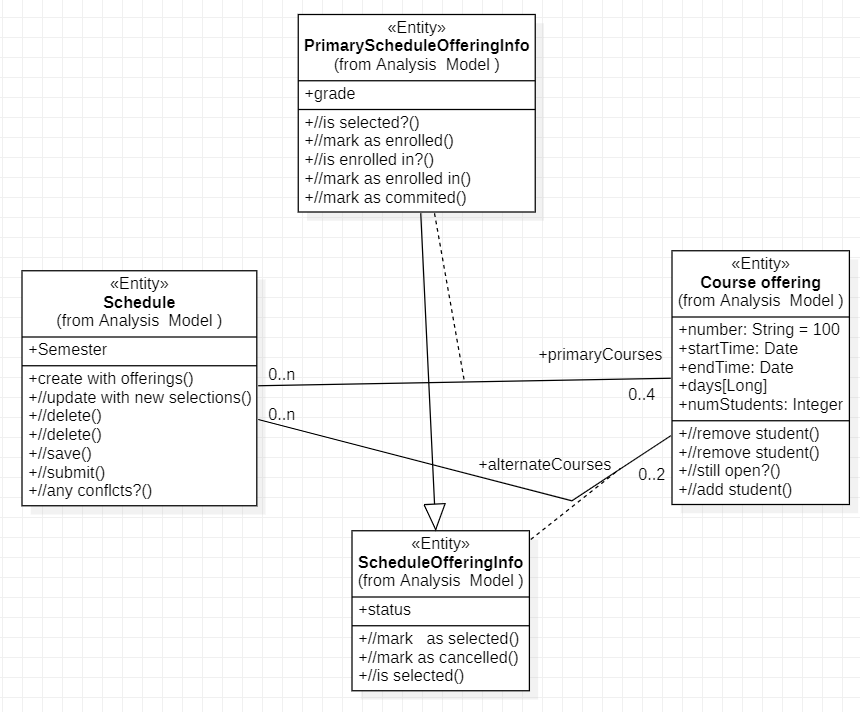 «Entity»
PrimaryScheduleOfferingInfo
(from Analysis  Model )
+grade
+//is selected?()
+//mark as enrolled()
+//is enrolled in?()
+//mark as enrolled in()
+//mark as commited()
«Entity»
Schedule
(from Analysis  Model )
+Semester
+create with offerings()
+//update with new selections()
+//delete()
+//delete()
+//save()
+//submit()
+//any conflcts?()
0..n
0..n
+primaryCourses
0..4
+alternateCourses
0..2
«Entity»
Course offering
(from Analysis  Model )
+number: String = 100
+startTime: Date
+endTime: Date
+days[Long]
+numStudents: Integer
+//remove student()
+//remove student()
+//still open?()
+//add student()
«Entity»
ScheduleOfferingInfo
(from Analysis  Model )
+status
+//mark   as selected()
+//mark as cancelled()
+//is selected()